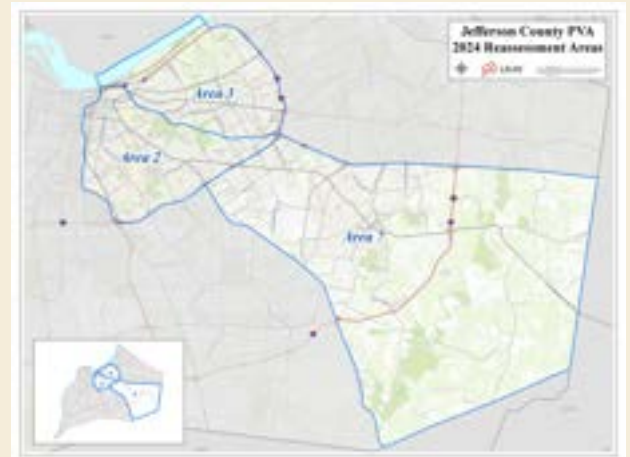 Jefferson County PVA
2024 Reassessment Areas
Area 3
Area 2
Area 7